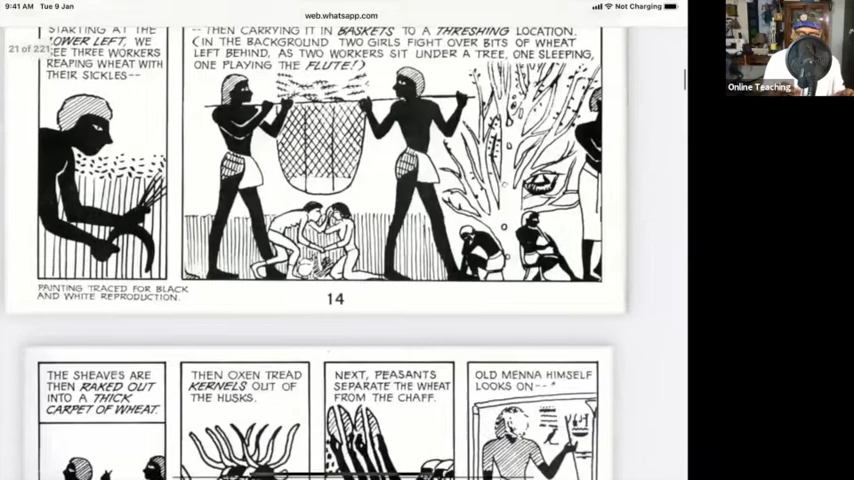 9:41 AM Tue 9 Jan
web.whatsapp.com
Not Charging
21 of 221
STARTING AT THE
LOWER LEFT, WE
SEE THREE WORKERS
REAPING WHEAT WITH
THEIR SICKLES--
-- THEN CARRYING IT IN BASKETS TO A THRESHING LOCATION.
(IN THE BACKGROUND TWO GIRLS FIGHT OVER BITS OF WHEAT
LEFT BEHIND, AS TWO WORKERS SIT UNDER A TREE, ONE SLEEPING,
ONE PLAYING THE FLUTE!)
PAINTING TRACED FOR BLACK
AND WHITE REPRODUCTION.
14
THE SHEAVES ARE
THEN RAKED OUT
INTO A THICK
CARPET OF WHEAT.
THEN OXEN TREAD
KERNELS OUT OF
THE HUSKS.
NEXT, PEASANTS
SEPARATE THE WHEAT
FROM THE CHAFF.
OLD MENNA HIMSELF
LOOKS ON--*
Online Teaching